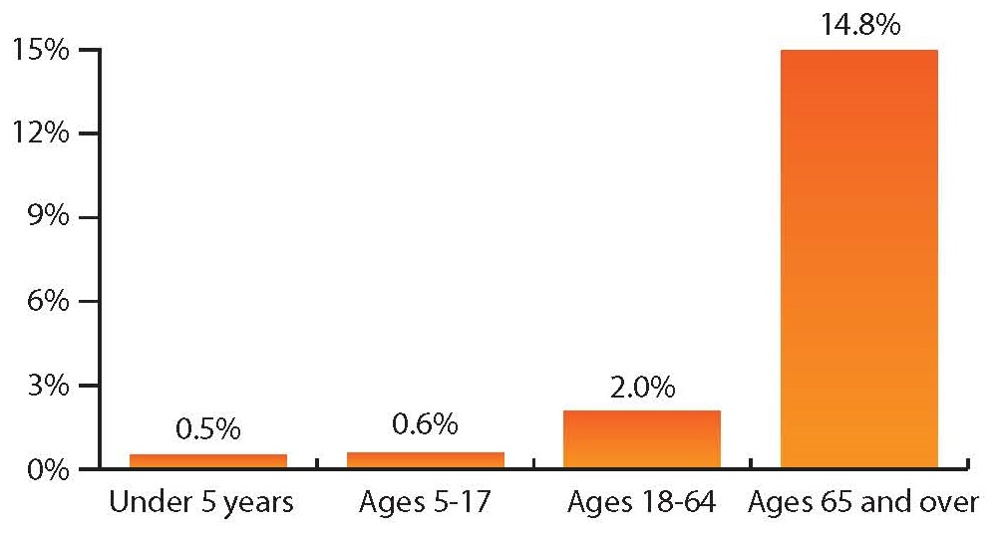 14.8%
15%
12%
9%
6%
3%
0%
0.5%
0.6%
2.0%
Under 5 years
Ages 5-17
Ages 18-64
Ages 65 and over